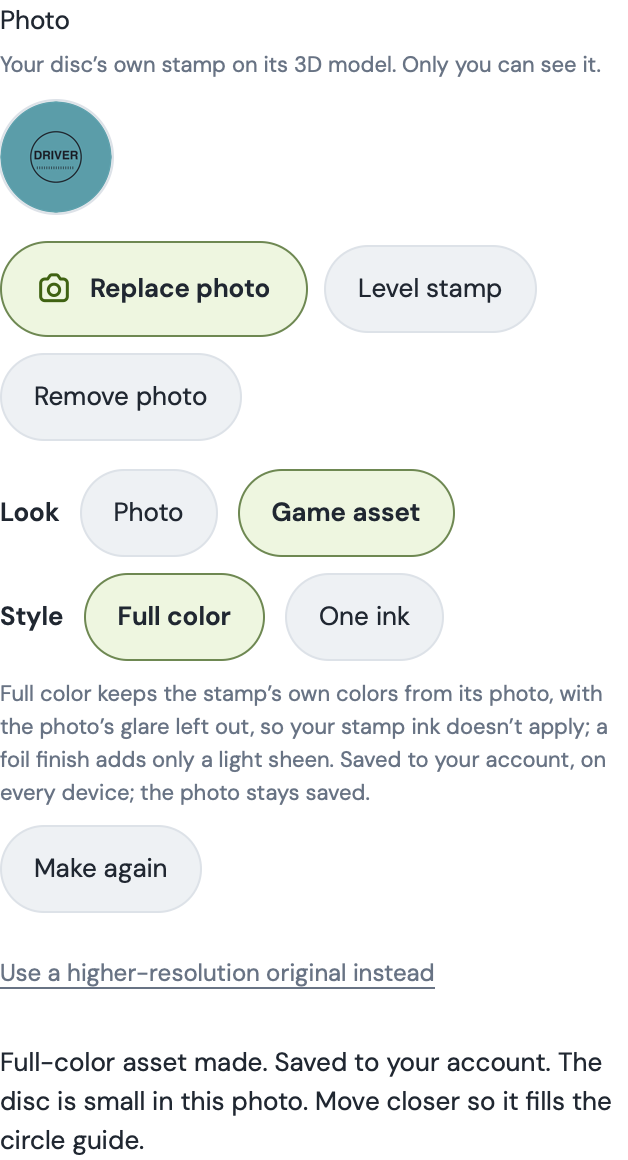 Photo
Your disc’s own stamp on its 3D model. Only you can see it.
DRIVER
Replace photo
Level stamp
Remove photo
Look
Photo
Game asset
Style
Full color
One ink
Full color keeps the stamp’s own colors from its photo, with
the photo’s glare left out, so your stamp ink doesn’t apply; a
foil finish adds only a light sheen. Saved to your account, on
every device; the photo stays saved.
Make again
Use a higher-resolution original instead
Full-color asset made. Saved to your account. The
disc is small in this photo. Move closer so it fills the
circle guide.